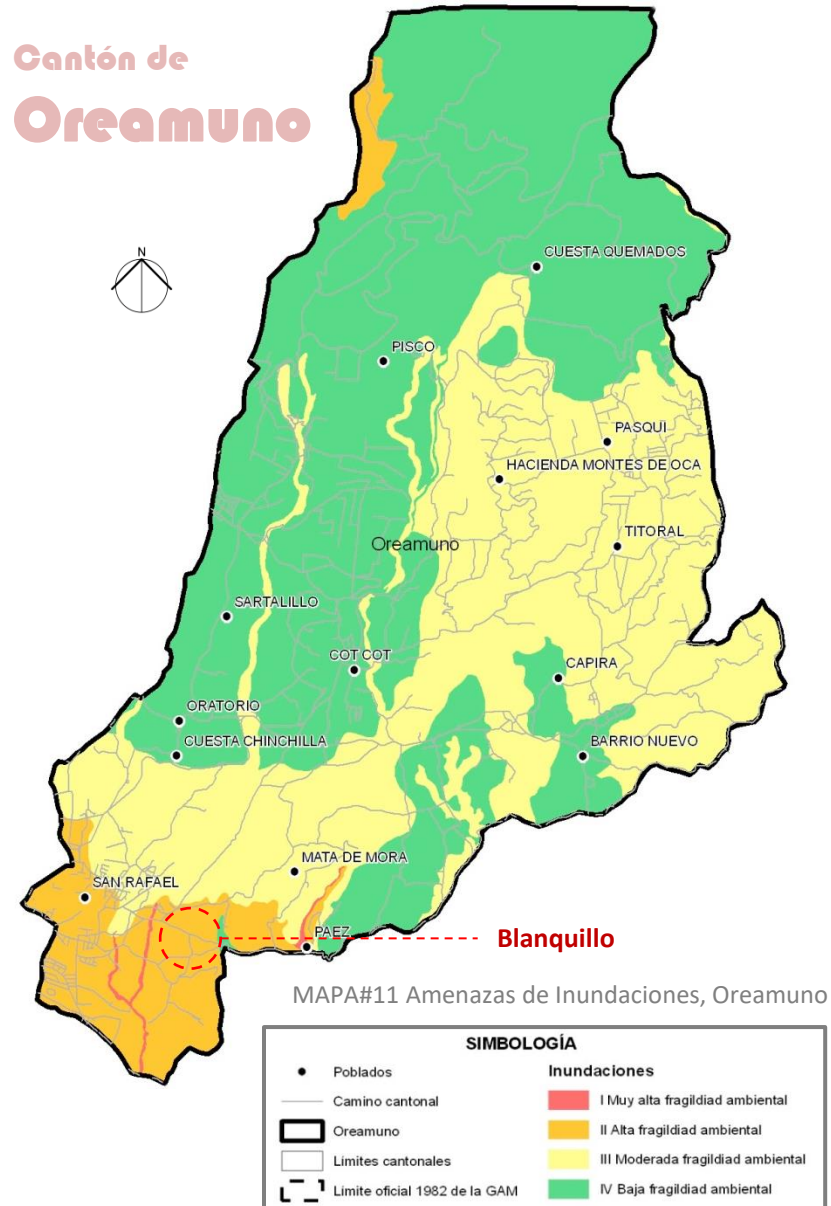 Cantón de
Oreamuno
N
CUESTA QUEMADOS
PISCO
PASQUI
HACIENDA MONTES DE OCA
TITORAL
Oreamuno
SARTALILLO
COT COT
CAPIRA
ORATORIO
CUESTA CHINCHILLA
BARRIO NUEVO
MATA DE MORA
SAN RAFAEL
PAEZ
Blanquillo
MAPA#11 Amenazas de Inundaciones, Oreamuno
SIMBOLOGÍA
Poblados
Camino cantonal
Oreamuno
Limites cantonales
Limite oficial 1982 de la GAM
Inundaciones
I Muy alta fragildiad ambiental
II Alta fragildiad ambiental
III Moderada fragildiad ambiental
IV Baja fragildiad ambiental